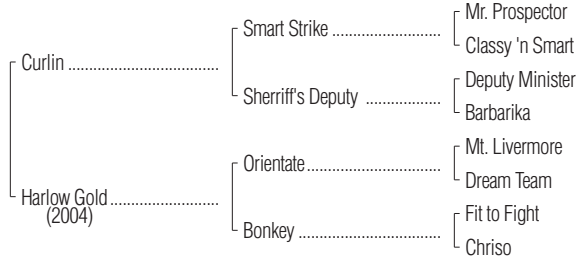 Mr. Prospector
Smart Strike ........................
Classy 'n Smart
Curlin ..................................
Deputy Minister
Sherriff's Deputy .................
Barbarika
Mt. Livermore
Orientate..............................
Dream Team
Harlow Gold ........................
(2004)
Fit to Fight
Bonkey ................................
Chriso